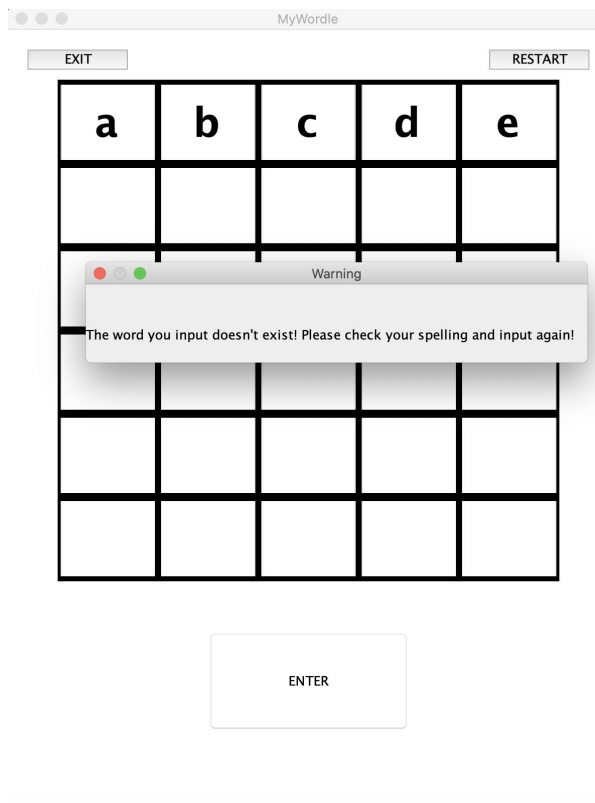 MyWordle
EXIT RESTART
a b c d e
Warning
The word you input doesn't exist! Please check your spelling and input again!
ENTER